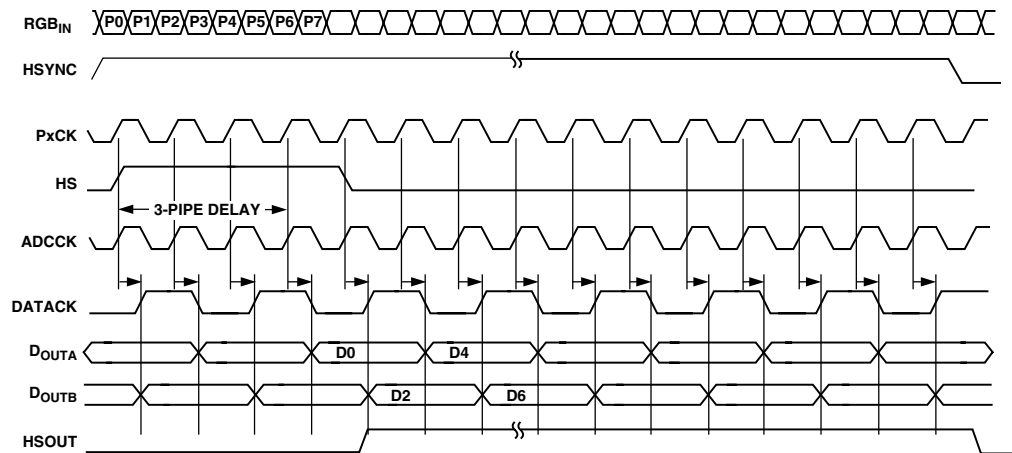 RGBIN P0 P1 P2 P3 P4 P5 P6 P7
HSYNC
PxCK
HS
3-PIPE DELAY
ADCCK
DATACK
DOUTA D0 D4
DOUTB D2 D6
HSOUT